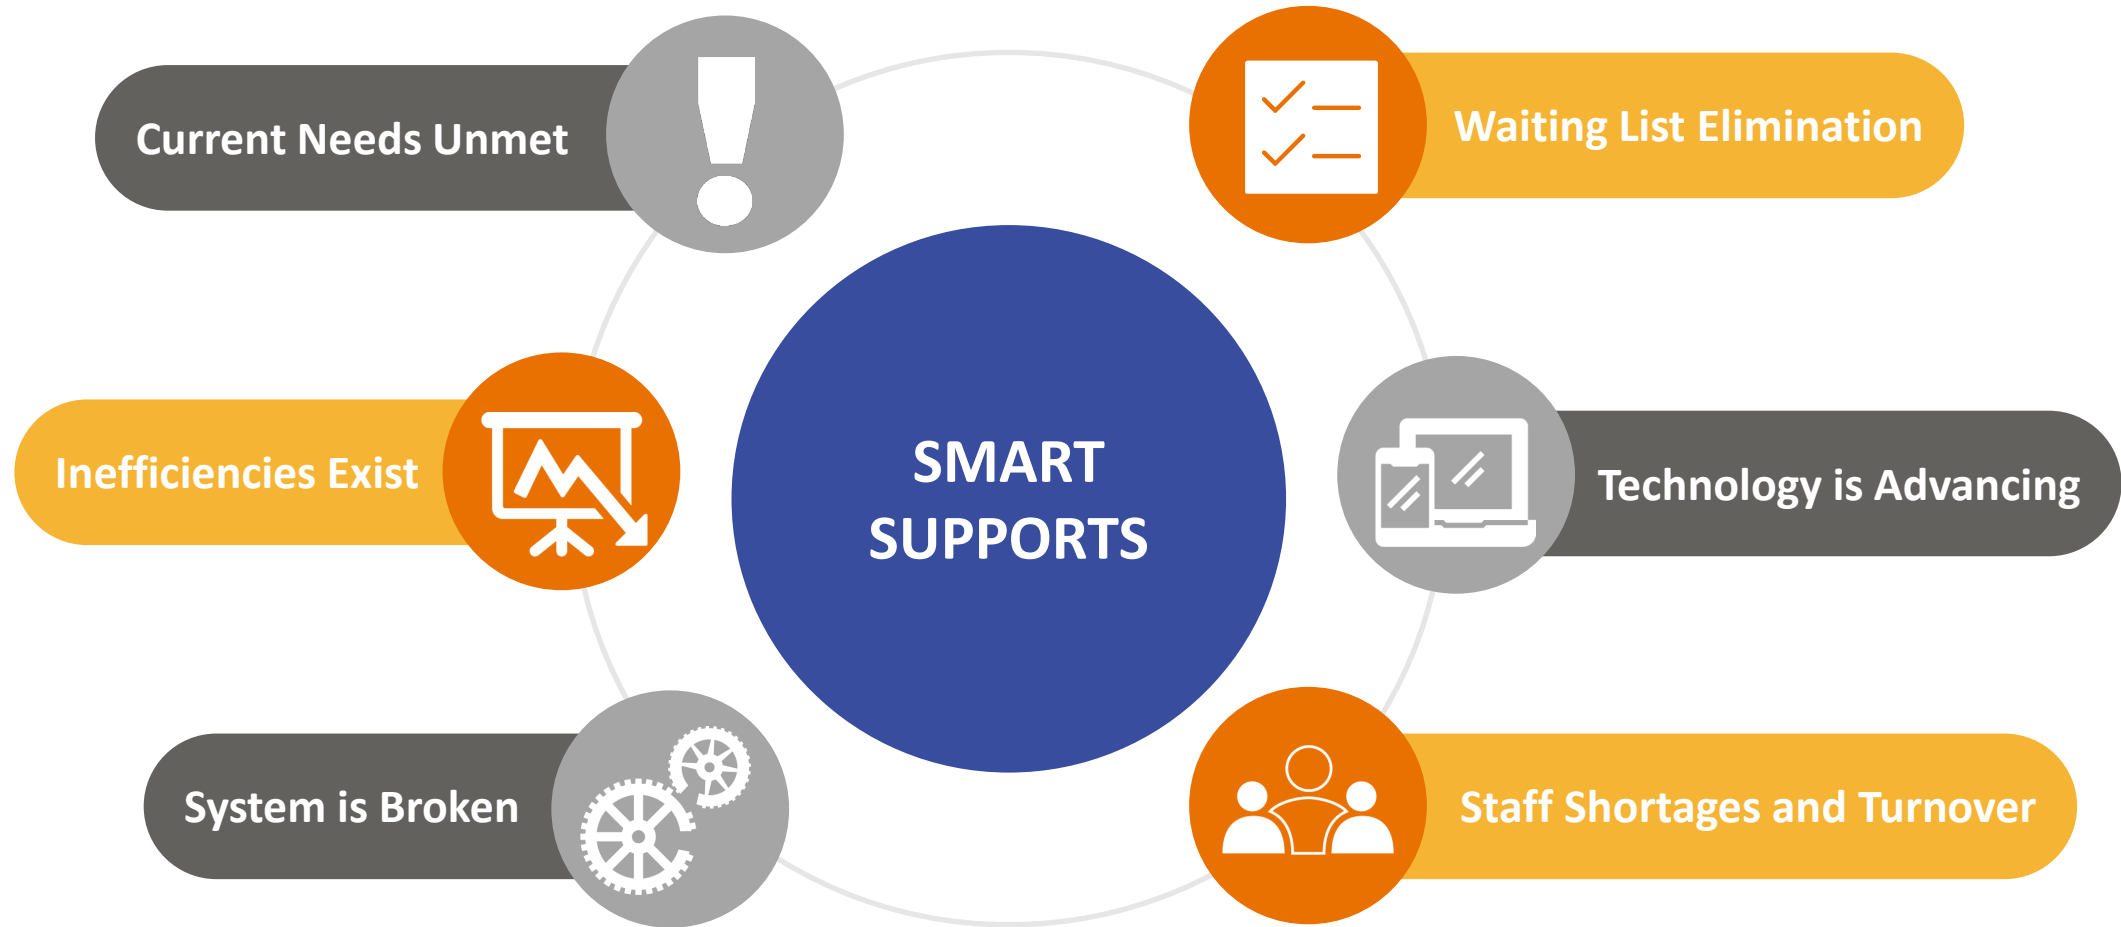 Current Needs Unmet
Waiting List Elimination
Inefficiencies Exist
SMART
SUPPORTS
Technology is Advancing
System is Broken
Staff Shortages and Turnover